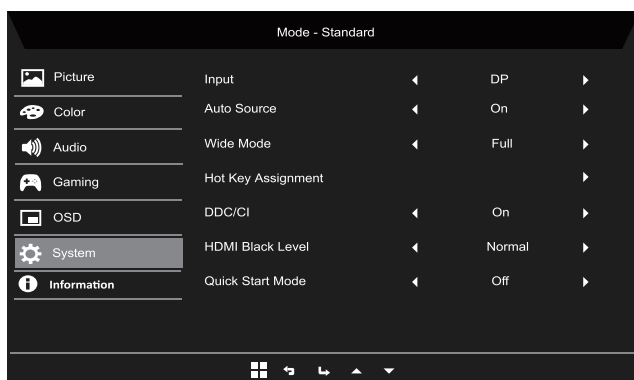 Mode - Standard
Picture
Input DP
Color
Auto Source On
Audio
Wide Mode Full
Gaming
Hot Key Assignment
OSD
DDC/CI On
System
HDMI Black Level Normal
Information
Quick Start Mode Off